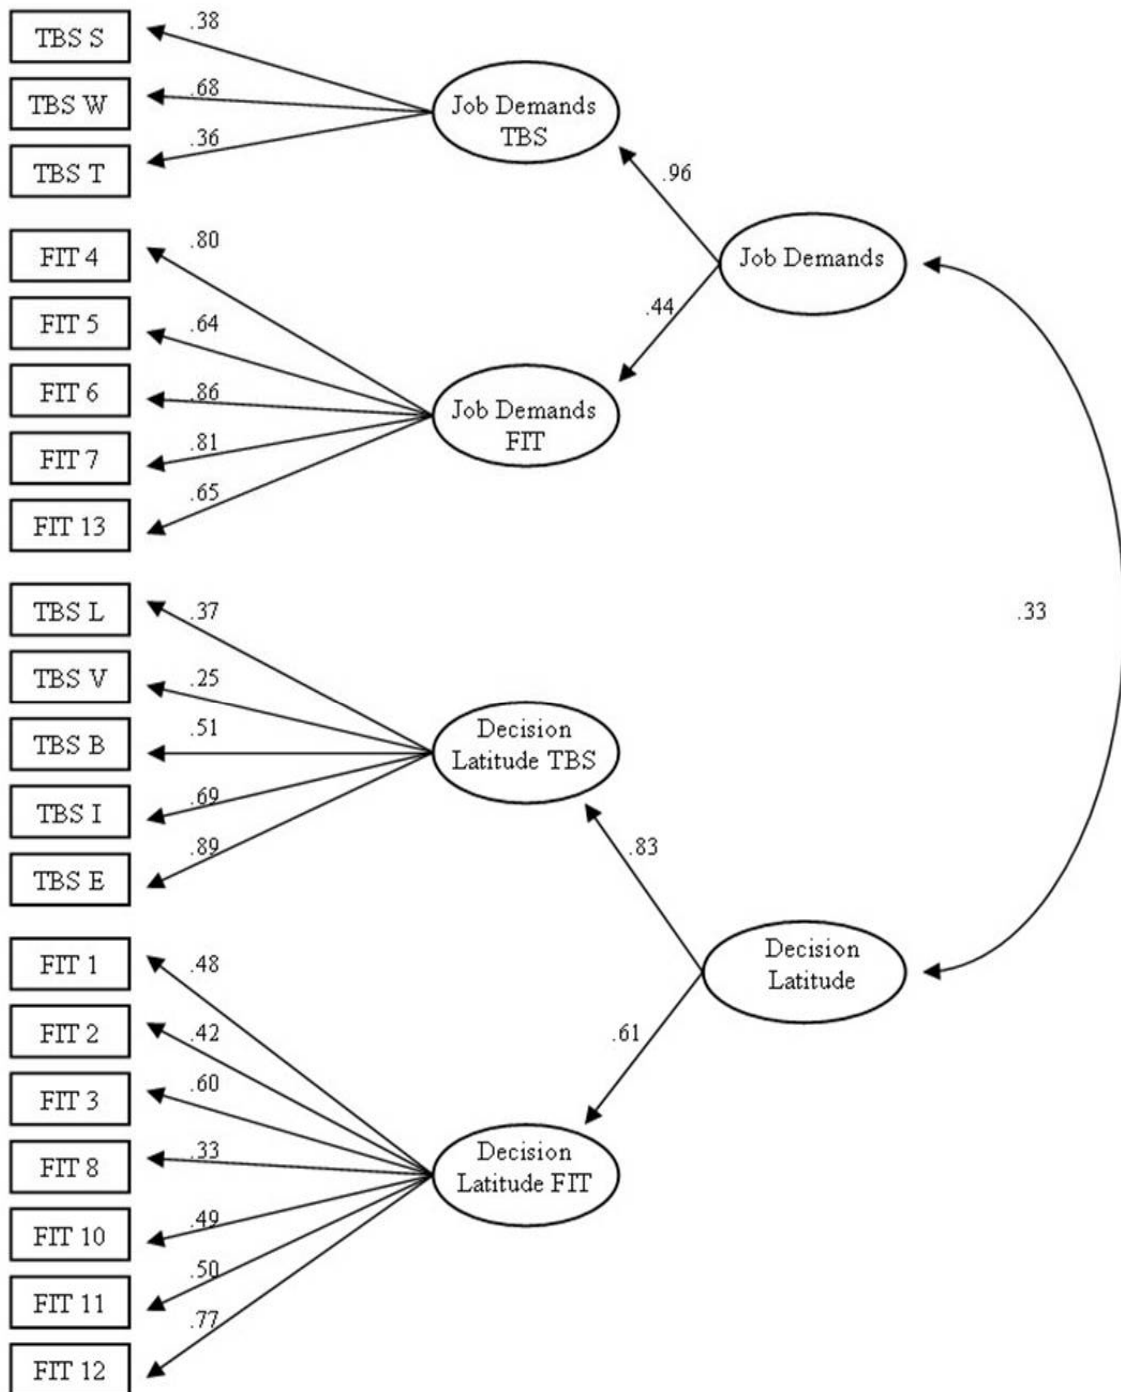 TBS S
.38
TBS W
.68
TBS T
.36
Job Demands
TBS
.96
FIT 4
.80
FIT 5
.64
FIT 6
.86
FIT 7
.81
FIT 13
.65
Job Demands
FIT
.44
Job Demands
.33
TBS L
.37
TBS V
.25
TBS B
.51
TBS I
.69
TBS E
.89
Decision
Latitude TBS
.83
Decision
Latitude
.61
FIT 1
.48
FIT 2
.42
FIT 3
.60
FIT 8
.33
FIT 10
.49
FIT 11
.50
FIT 12
.77
Decision
Latitude FIT